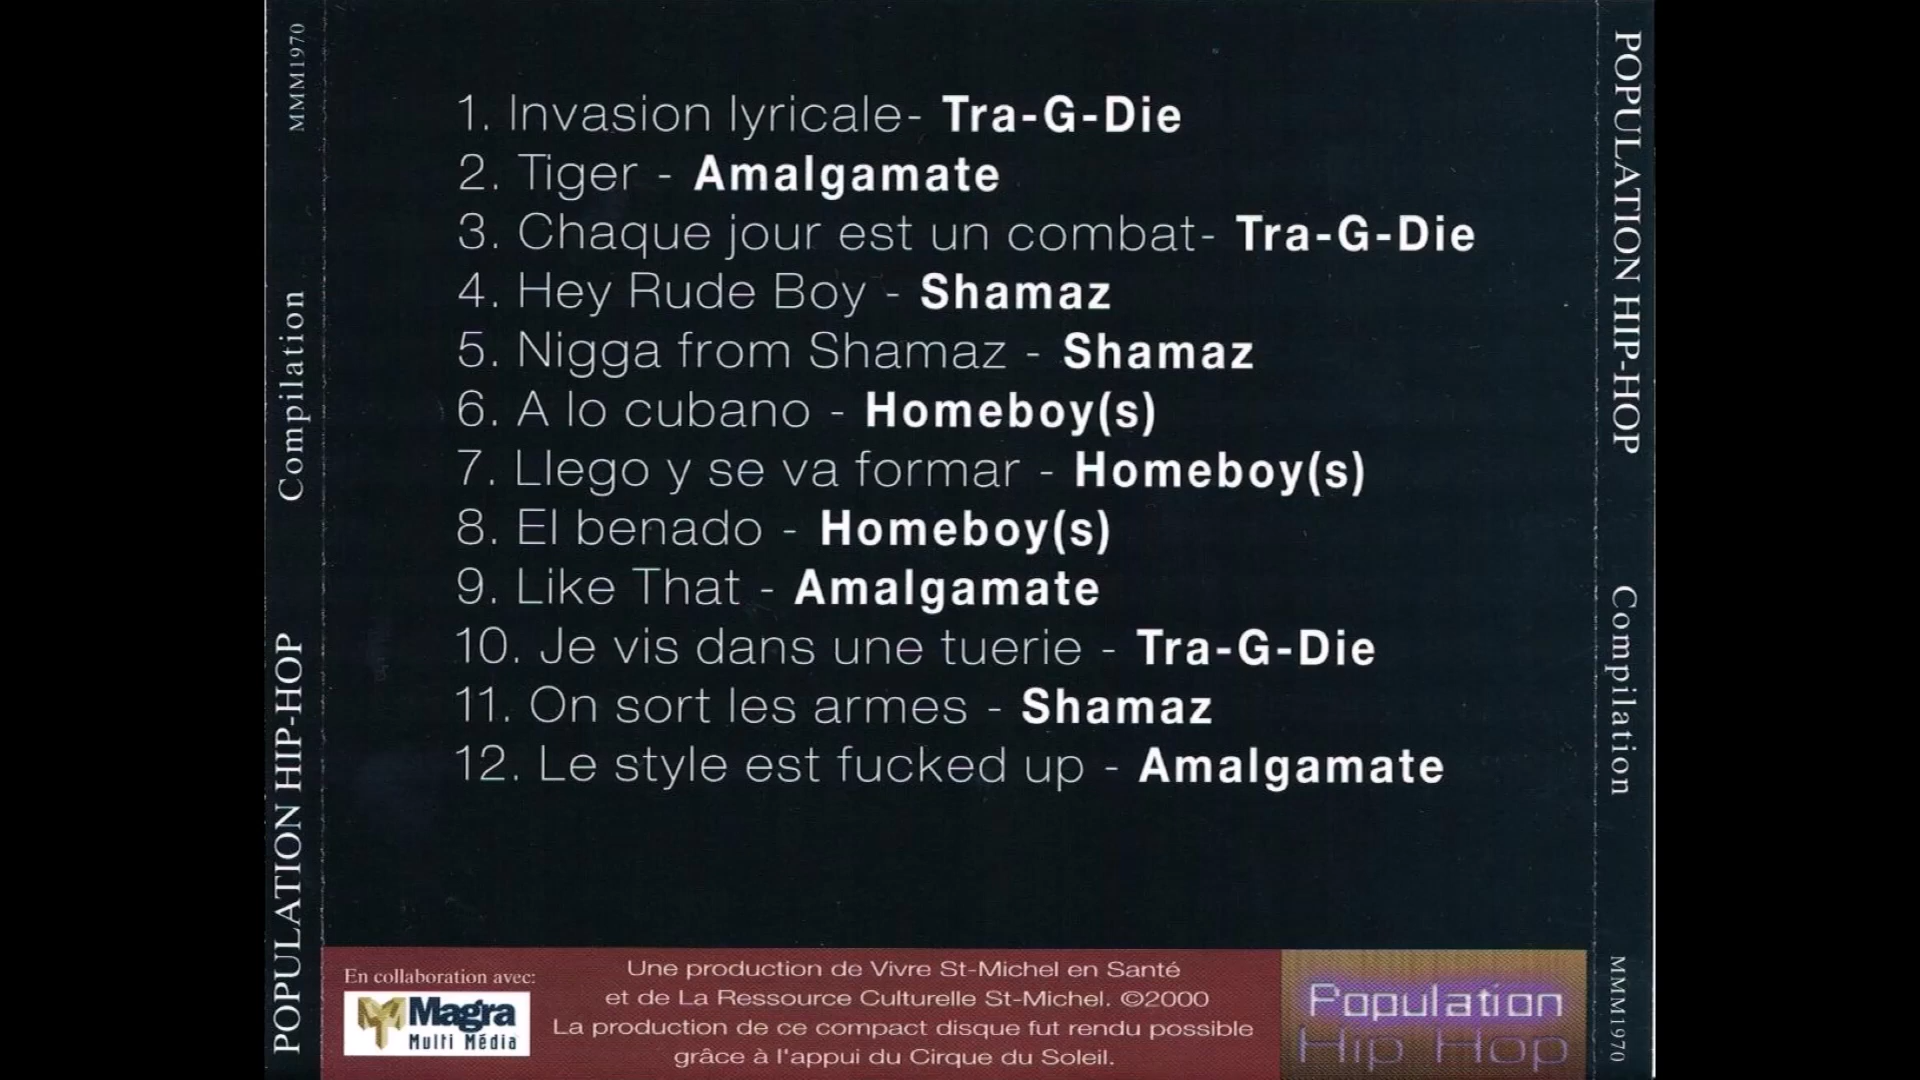 MMM1970
Compilation
POPULATION HIP-HOP
1. Invasion lyricale- Tra-G-Die
2. Tiger - Amalgamate
3. Chaque jour est un combat- Tra-G-Die
4. Hey Rude Boy - Shamaz
5. Nigga from Shamaz - Shamaz
6. A lo cubano - Homeboy(s)
7. Llego y se va formar - Homeboy(s)
8. El benado - Homeboy(s)
9. Like That - Amalgamate
10. Je vis dans une tuerie - Tra-G-Die
11. On sort les armes - Shamaz
12. Le style est fucked up - Amalgamate
En collaboration avec:
Magra
Multi Média
Une production de Vivre St-Michel en Santé
et de La Ressource Culturelle St-Michel. ©2000
La production de ce compact disque fut rendu possible
grâce à l'appui du Cirque du Soleil.
Population
Hip Hop
POPULATION HIP-HOP
Compilation
MMM1970